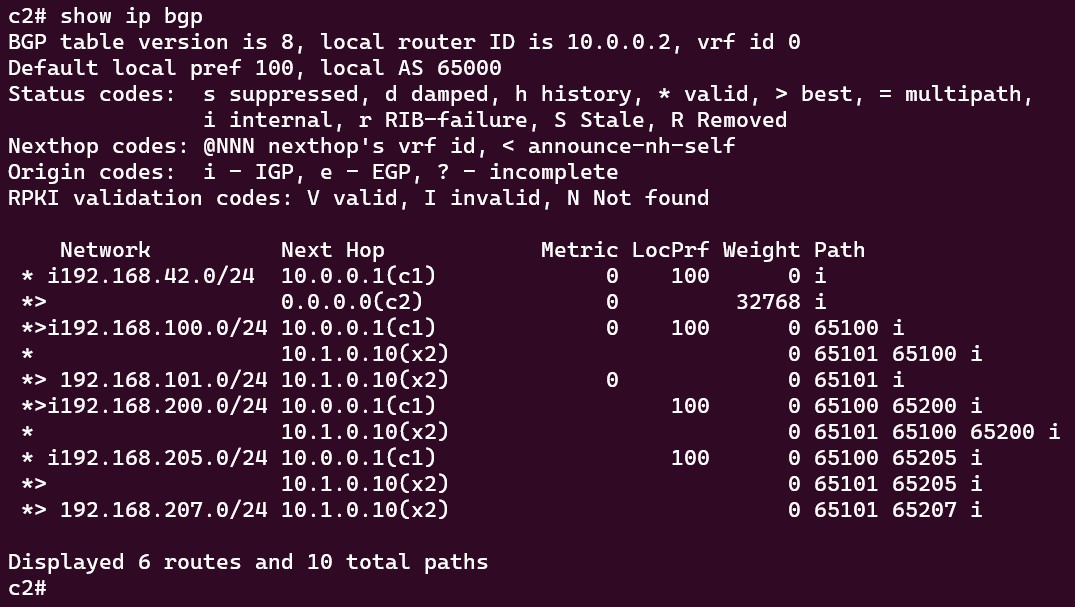 c2# show ip bgp
BGP table version is 8, local router ID is 10.0.0.2, vrf id 0
Default local pref 100, local AS 65000
Status codes:  s suppressed, d damped, h history, * valid, > best, = multipath,
               i internal, r RIB-failure, S Stale, R Removed
Nexthop codes: @NNN nexthop's vrf id, < announce-nh-self
Origin codes:  i - IGP, e - EGP, ? - incomplete
RPKI validation codes: V valid, I invalid, N Not found

    Network          Next Hop            Metric LocPrf Weight Path
 * i192.168.42.0/24  10.0.0.1(c1)             0    100      0 i
 *>                  0.0.0.0(c2)              0         32768 i
 *>i192.168.100.0/24 10.0.0.1(c1)             0    100      0 65100 i
 *                   10.1.0.10(x2)                          0 65101 65100 i
 *> 192.168.101.0/24 10.1.0.10(x2)            0             0 65101 i
 *>i192.168.200.0/24 10.0.0.1(c1)                  100      0 65100 65200 i
 *                   10.1.0.10(x2)                          0 65101 65100 65200 i
 * i192.168.205.0/24 10.0.0.1(c1)                  100      0 65100 65205 i
 *>                  10.1.0.10(x2)                          0 65101 65205 i
 *> 192.168.207.0/24 10.1.0.10(x2)                          0 65101 65207 i

Displayed 6 routes and 10 total paths
c2#